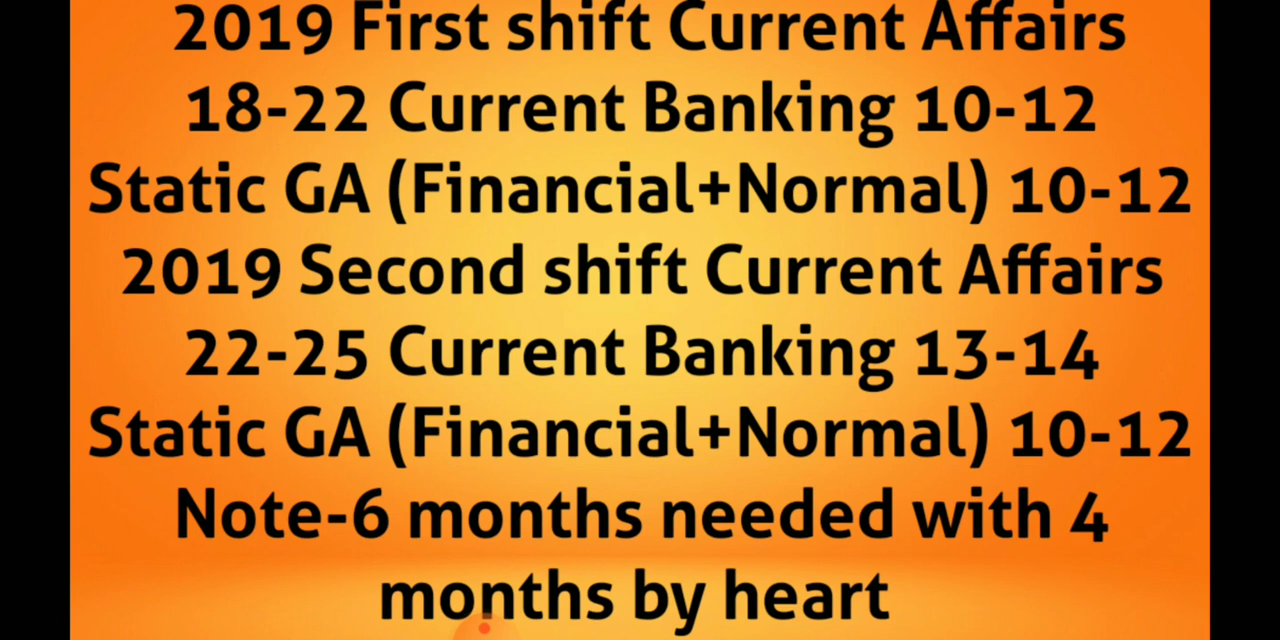 2019 First shift Current Affairs
18-22 Current Banking 10-12
Static GA (Financial+Normal) 10-12
2019 Second shift Current Affairs
22-25 Current Banking 13-14
Static GA (Financial+Normal) 10-12
Note-6 months needed with 4
months by heart